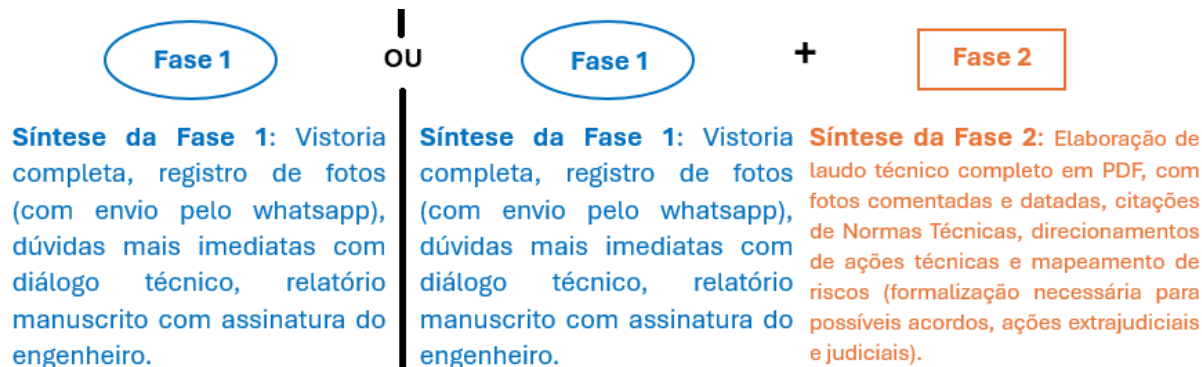 Fase 1
OU
Fase 1
+
Fase 2
Síntese da Fase 1: Vistoria
completa, registro de fotos
(com envio pelo whatsapp),
dúvidas mais imediatas com
diálogo técnico, relatório
manuscrito com assinatura do
engenheiro.
Síntese da Fase 1: Vistoria
completa, registro de fotos
(com envio pelo whatsapp),
dúvidas mais imediatas com
diálogo técnico, relatório
manuscrito com assinatura do
engenheiro.
Síntese da Fase 2: Elaboração de
laudo técnico completo em PDF, com
fotos comentadas e datadas, citações
de Normas Técnicas, direcionamentos
de ações técnicas e mapeamento de
riscos (formalização necessária para
possíveis acordos, ações extrajudiciais
e judiciais).